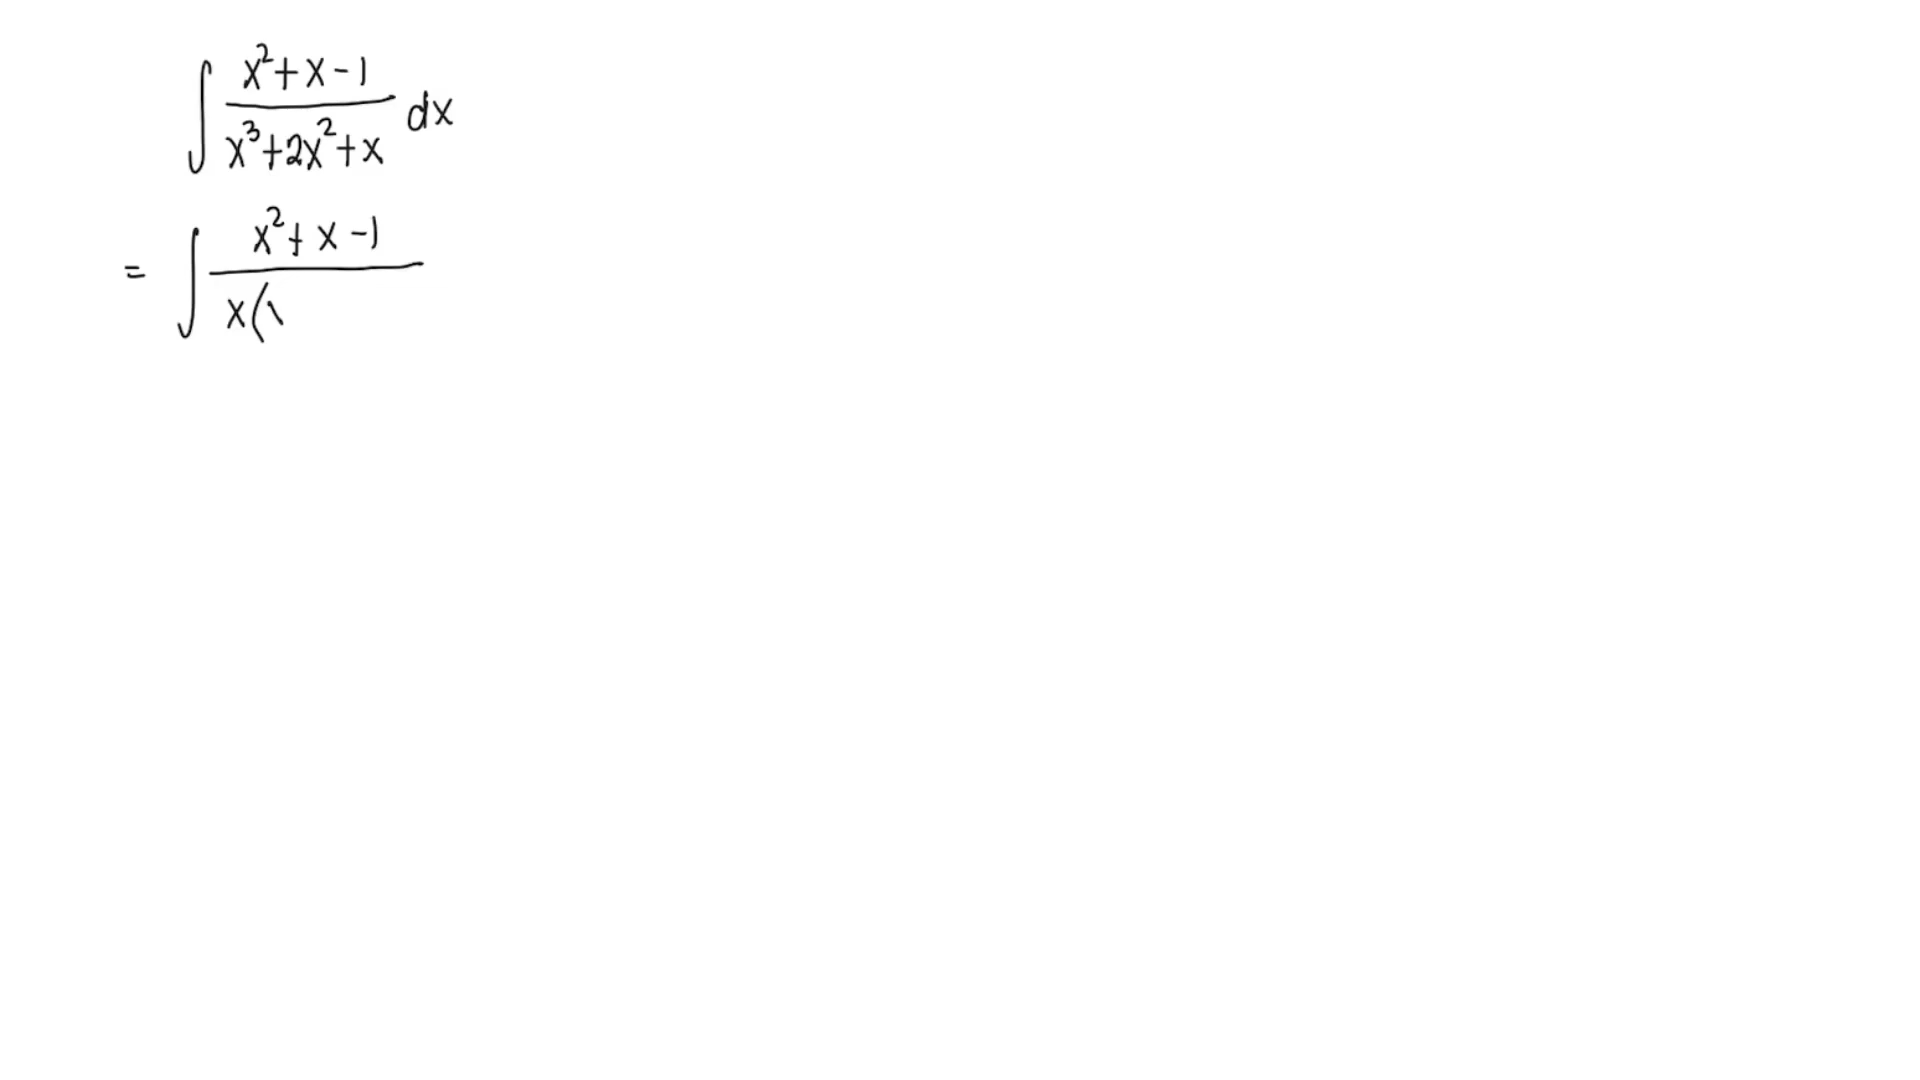 ∫ (x²+x-1)/(x³+2x²+x) dx
= ∫ (x²+x-1)/(x(